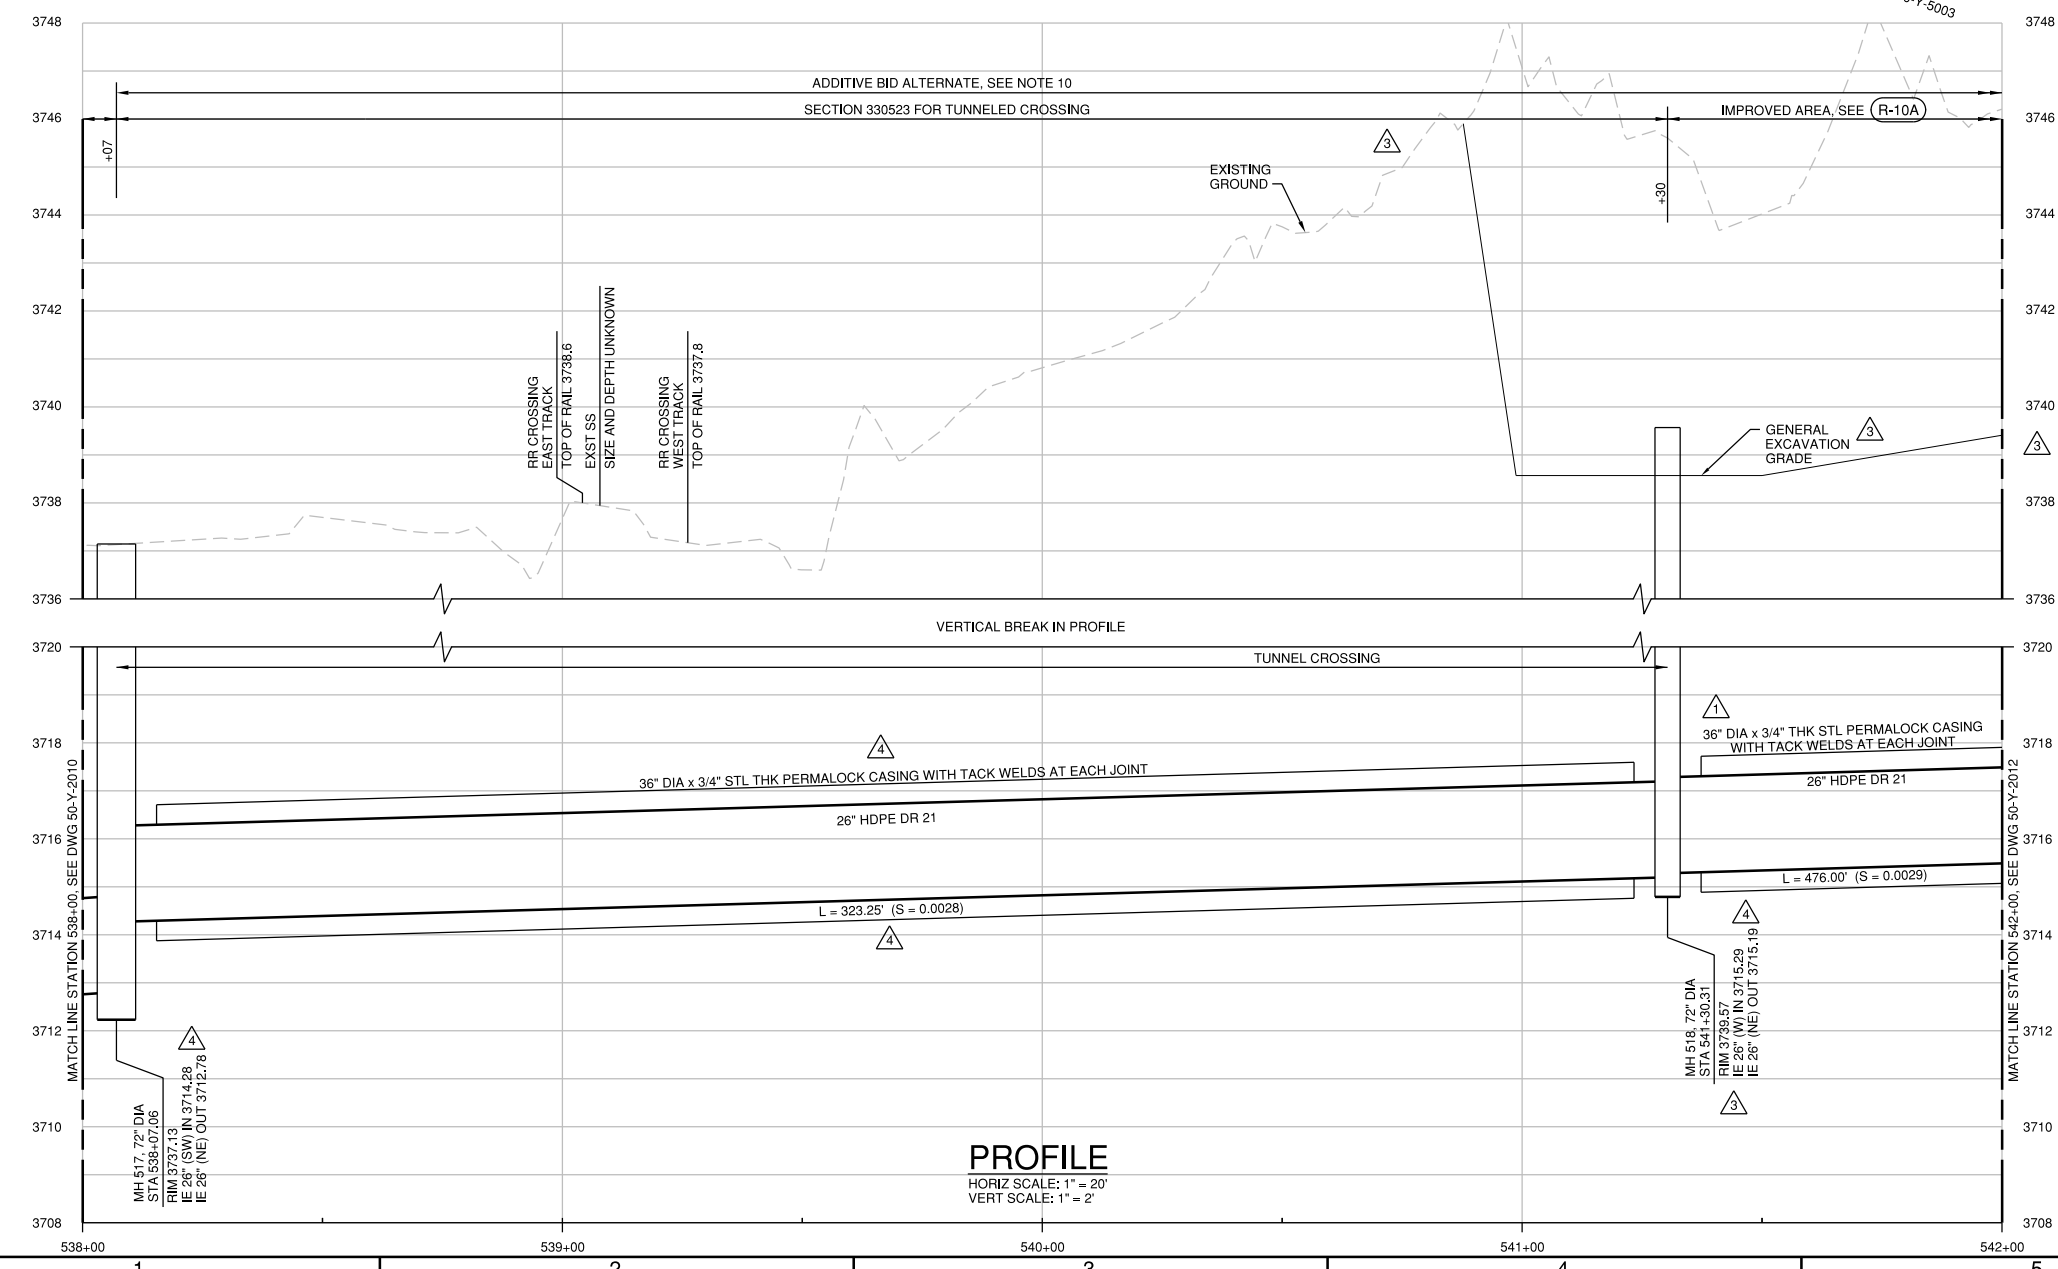 0-Y-5003
3748
3748
ADDITIVE BID ALTERNATE, SEE NOTE 10
3746
SECTION 330523 FOR TUNNELED CROSSING
IMPROVED AREA, SEE
R-10A
3746
+07
3
EXISTING
GROUND
+30
3744
3744
3742
3742
RR CROSSING
EAST TRACK
TOP OF RAIL 3738.6
EXST SS
SIZE AND DEPTH UNKNOWN
RR CROSSING
WEST TRACK
TOP OF RAIL 3737.8
3740
3740
GENERAL
EXCAVATION
GRADE
3
3
3738
3738
3736
3736
VERTICAL BREAK IN PROFILE
3720
3720
TUNNEL CROSSING
1
36" DIA x 3/4" THK STL PERMALOCK CASING
WITH TACK WELDS AT EACH JOINT
3718
3718
4
36" DIA x 3/4" STL THK PERMALOCK CASING WITH TACK WELDS AT EACH JOINT
26" HDPE DR 21
26" HDPE DR 21
3716
3716
L = 323.25' (S = 0.0028)
L = 476.00' (S = 0.0029)
3714
3714
4
4
MATCH LINE STATION 538+00, SEE DWG 50-Y-2010
MATCH LINE STATION 542+00, SEE DWG 50-Y-2012
3712
3712
4
MH 517, 72" DIA
STA 538+07.06
RIM 3737.13
IE 26" (SW) IN 3714.28
IE 26" (NE) OUT 3712.78
MH 518, 72" DIA
STA 541+30.31
RIM 3739.57
IE 26" (W) IN 3715.29
IE 26" (NE) OUT 3715.19
3
3710
3710
PROFILE
HORIZ SCALE: 1" = 20'
VERT SCALE: 1" = 2'
3708
3708
538+00
539+00
540+00
541+00
542+00
1
2
3
4
5